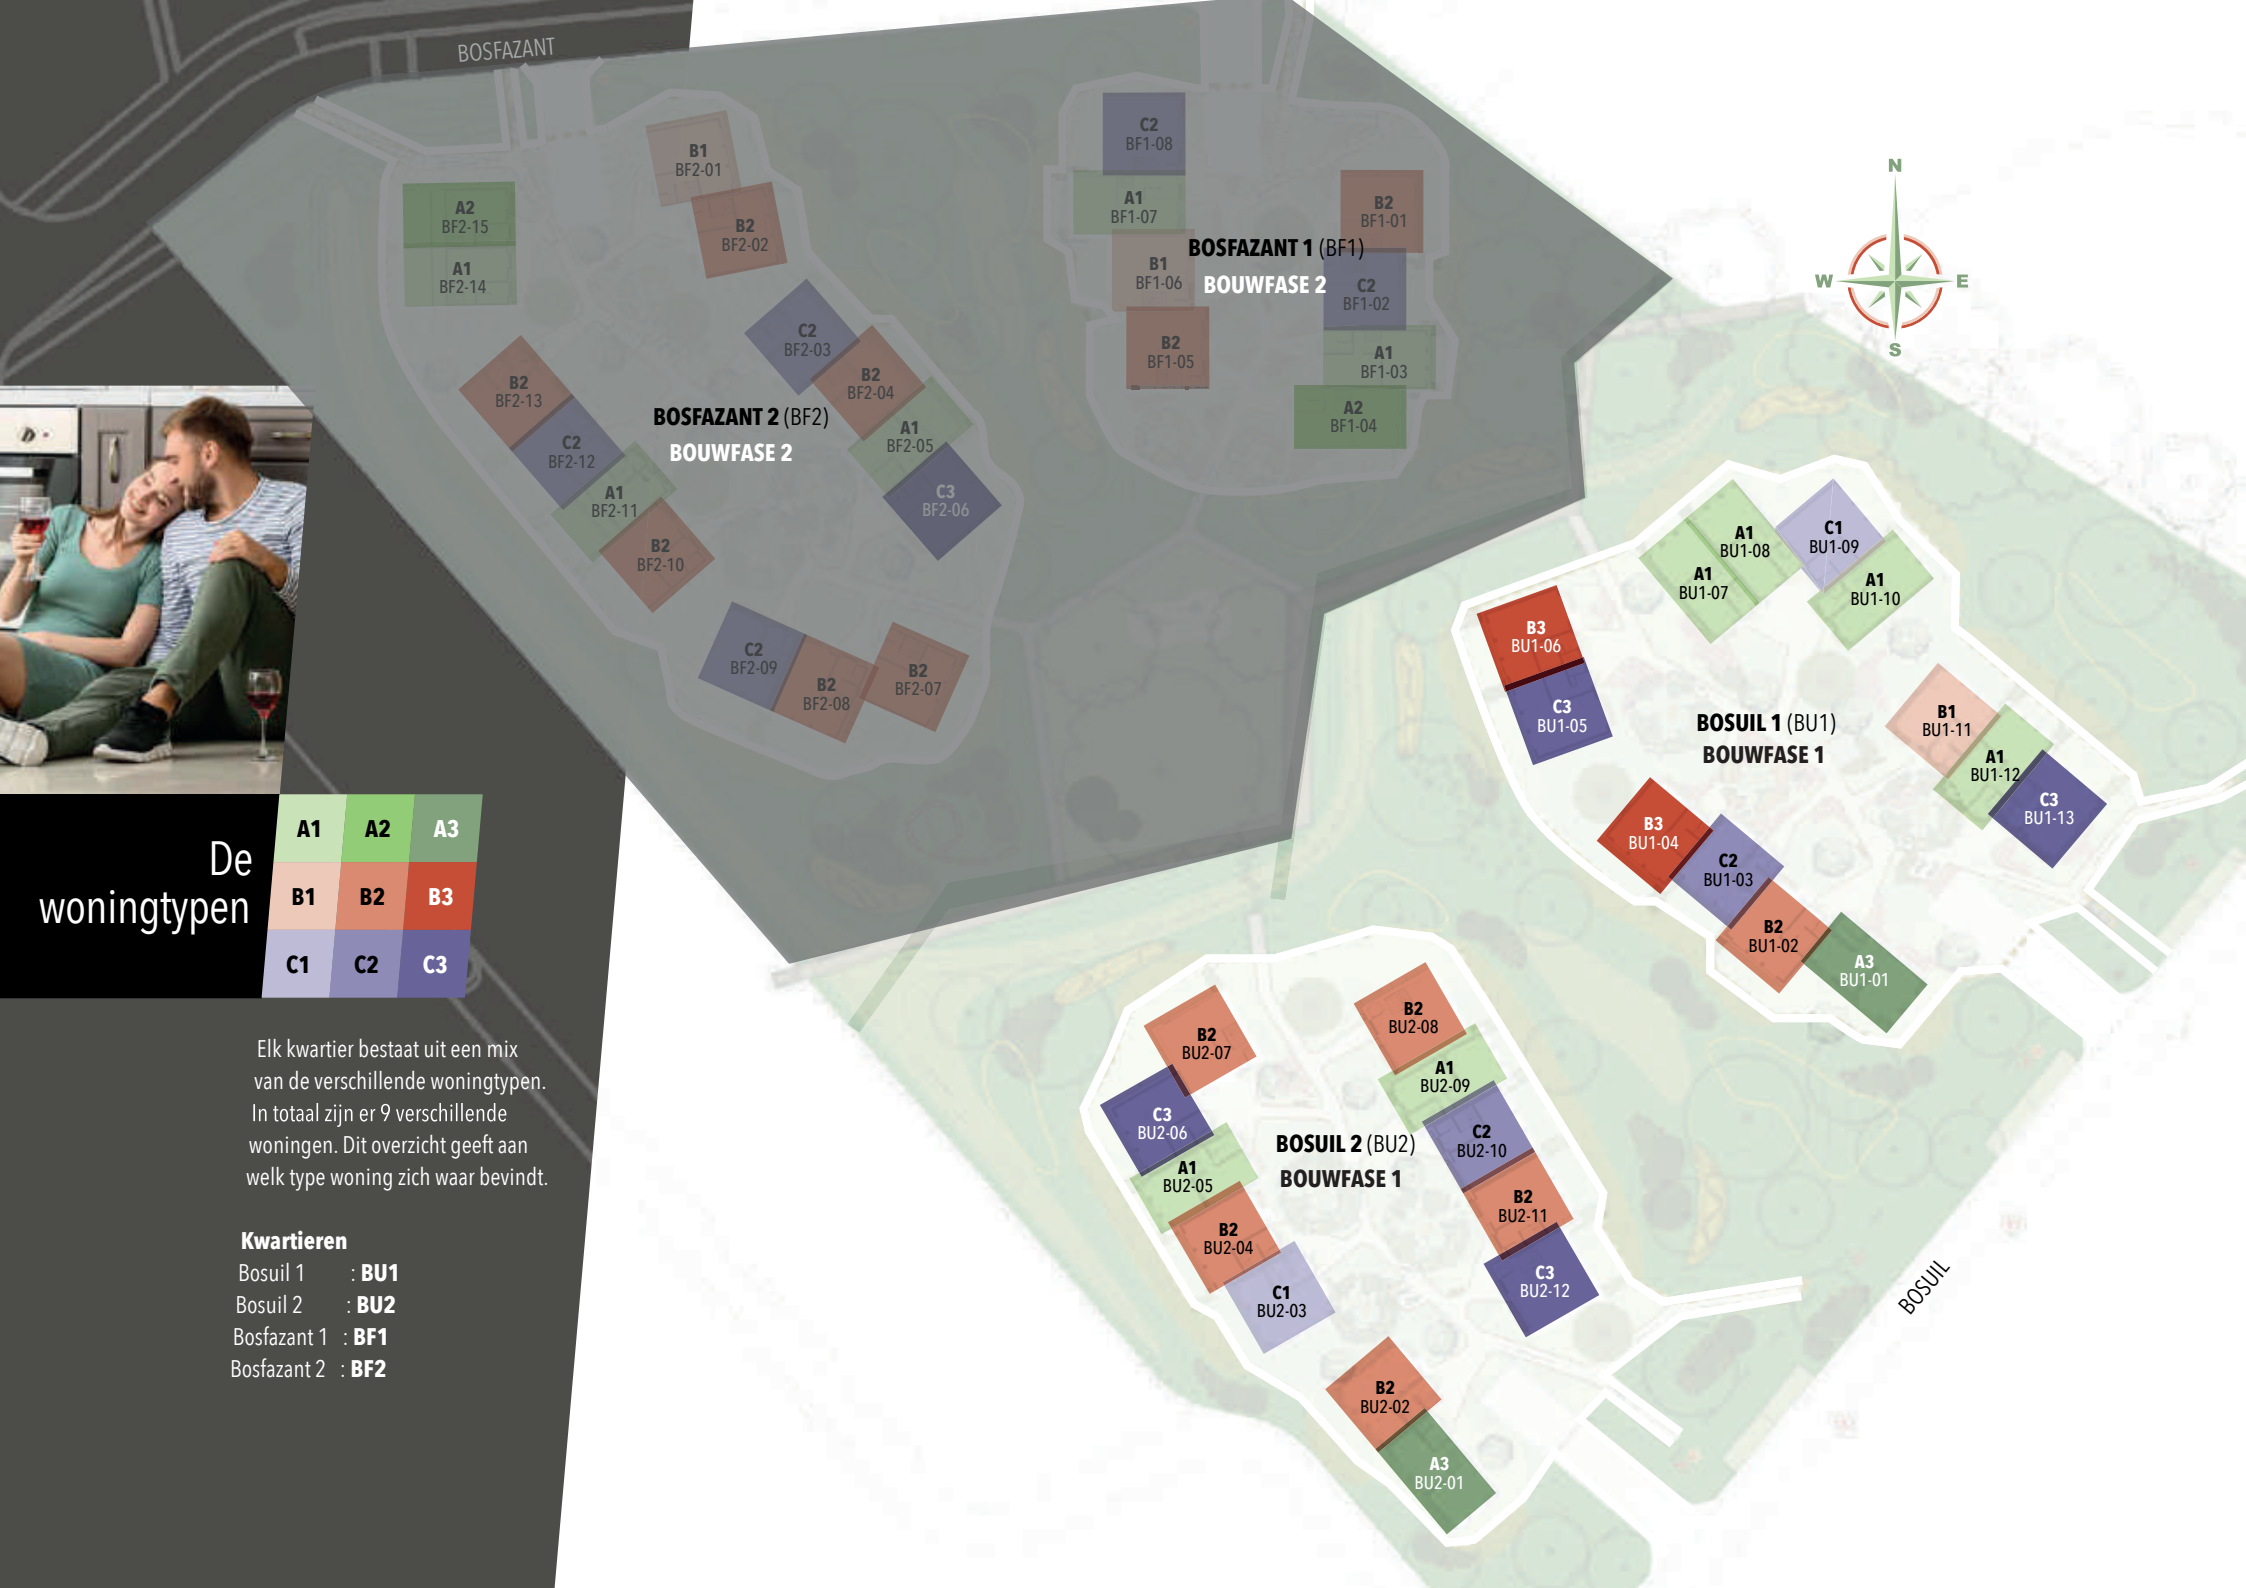 BOSFAZANT
B1
BF2-01
B2
BF2-02
A2
BF2-15
A1
BF2-14
C2
BF2-03
B2
BF2-04
A1
BF2-05
C3
BF2-06
B2
BF2-13
C2
BF2-12
A1
BF2-11
B2
BF2-10
C2
BF2-09
B2
BF2-08
B2
BF2-07
BOSFAZANT 2 (BF2)
BOUWFASE 2
C2
BF1-08
A1
BF1-07
B1
BF1-06
B2
BF1-05
B2
BF1-01
C2
BF1-02
A1
BF1-03
A2
BF1-04
BOSFAZANT 1 (BF1)
BOUWFASE 2
N
W
E
S
A1
BU1-08
A1
BU1-07
C1
BU1-09
A1
BU1-10
B3
BU1-06
C3
BU1-05
B1
BU1-11
A1
BU1-12
C3
BU1-13
B3
BU1-04
C2
BU1-03
B2
BU1-02
A3
BU1-01
BOSUIL 1 (BU1)
BOUWFASE 1
B2
BU2-07
C3
BU2-06
A1
BU2-05
B2
BU2-04
C1
BU2-03
B2
BU2-08
A1
BU2-09
C2
BU2-10
B2
BU2-11
C3
BU2-12
B2
BU2-02
A3
BU2-01
BOSUIL 2 (BU2)
BOUWFASE 1
BOSUIL
De
woningtypen
A1 A2 A3
B1 B2 B3
C1 C2 C3
Elk kwartier bestaat uit een mix
van de verschillende woningtypen.
In totaal zijn er 9 verschillende
woningen. Dit overzicht geeft aan
welk type woning zich waar bevindt.
Kwartieren
Bosuil 1 : BU1
Bosuil 2 : BU2
Bosfazant 1 : BF1
Bosfazant 2 : BF2